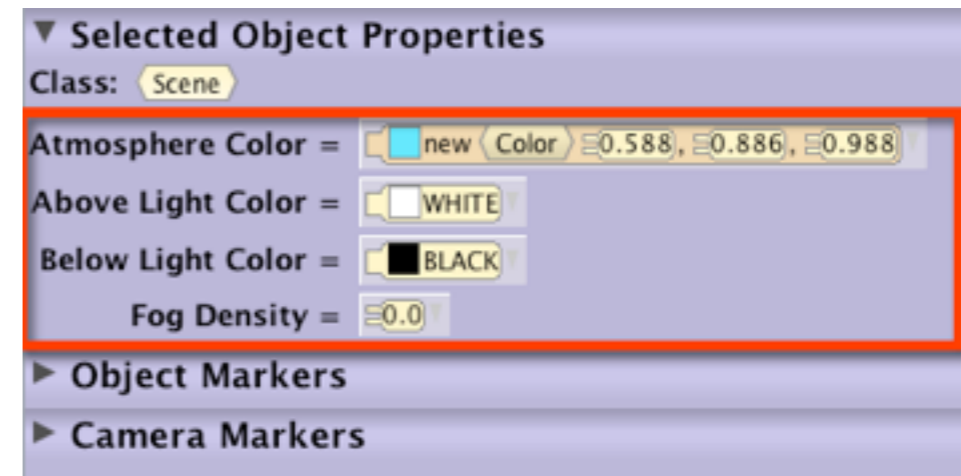 Selected Object Properties
Class: Scene
Atmosphere Color = new Color 0.588, 0.886, 0.988
Above Light Color = WHITE
Below Light Color = BLACK
Fog Density = 0.0
Object Markers
Camera Markers